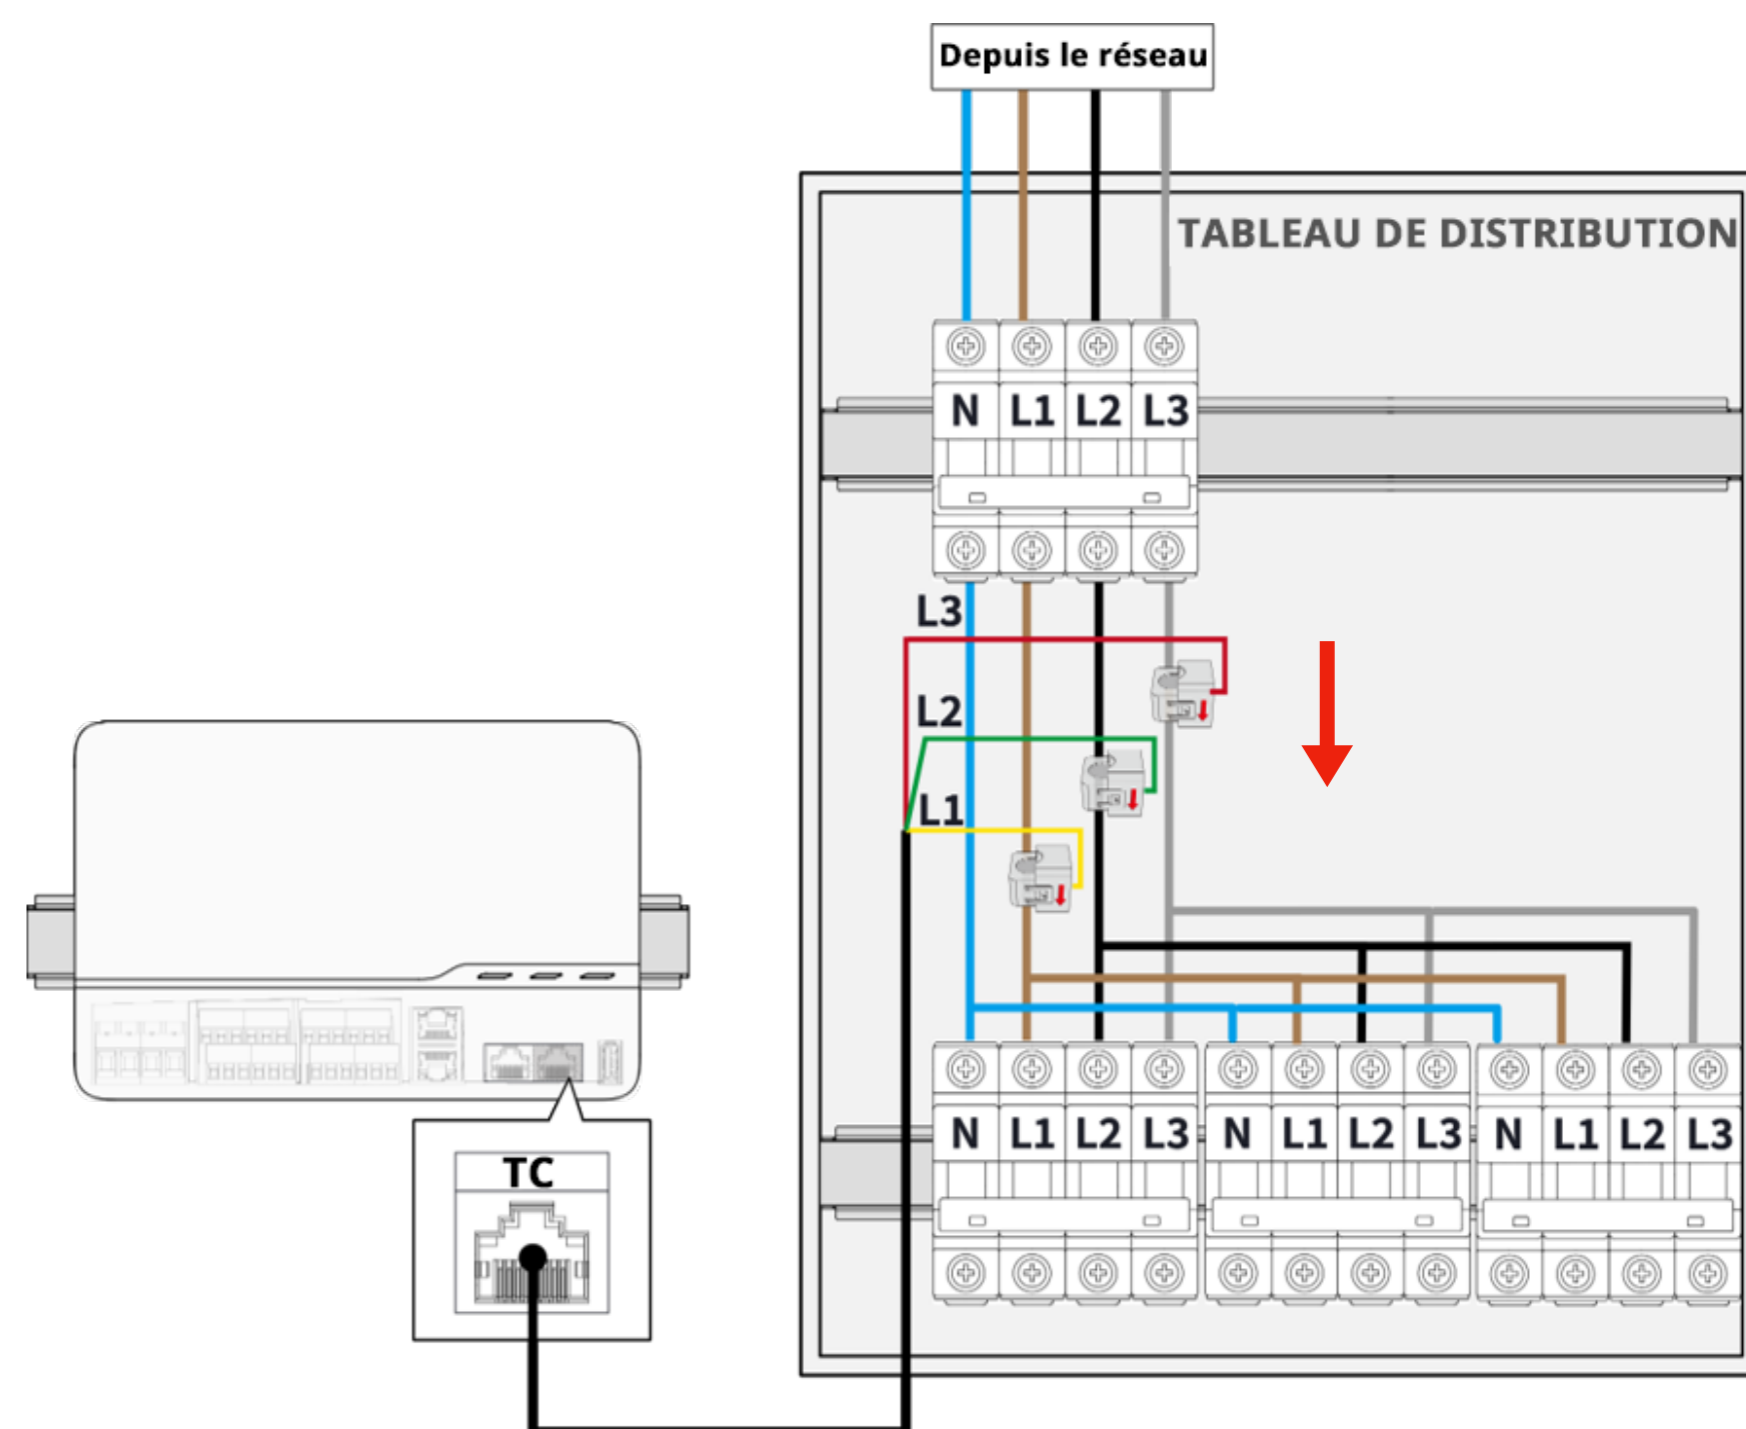 Depuis le réseau
TABLEAU DE DISTRIBUTION
N L1 L2 L3
L3
L2
L1
N L1 L2 L3 N L1 L2 L3 N L1 L2 L3
TC